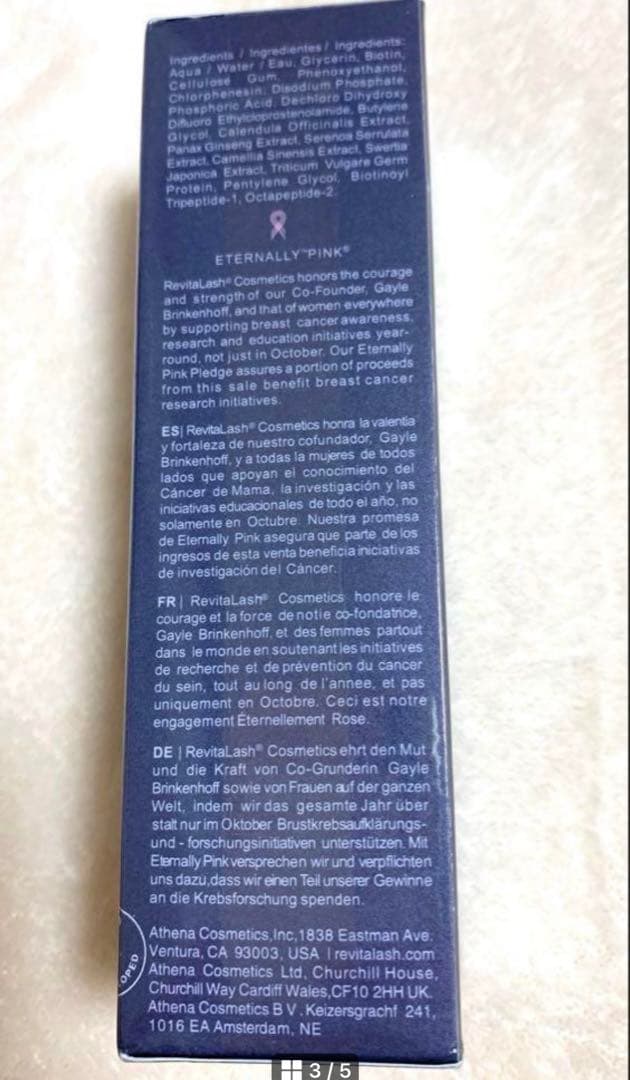 Ingredients / Ingredientes / Ingredients:
Aqua / Water / Eau, Glycerin, Biotin,
Cellulose Gum, Phenoxyethanol,
Chlorphenesin, Disodium Phosphate,
Phosphoric Acid, Dechloro Dihydroxy
Difluoro Ethylcloprostenolamide, Butylene
Glycol, Calendula Officinalis Extract,
Panax Ginseng Extract, Serenoa Serrulata
Extract, Camellia Sinensis Extract, Swertia
Japonica Extract, Triticum Vulgare Germ
Protein, Pentylene Glycol, Biotinoyl
Tripeptide-1, Octapeptide-2.
ETERNALLY™PINK®
RevitaLash® Cosmetics honors the courage
and strength of our Co-Founder, Gayle
Brinkenhoff, and that of women everywhere
by supporting breast cancer awareness,
research and education initiatives year-
round, not just in October. Our Eternally
Pink Pledge assures a portion of proceeds
from this sale benefit breast cancer
research initiatives.
ES| RevitaLash® Cosmetics honra la valentia
y fortaleza de nuestro cofundador, Gayle
Brinkenhoff, y a todas la mujeres de todos
lados que apoyan el conocimiento del
Cáncer de Mama, la investigación y las
iniciativas educacionales de todo el año, no
solamente en Octubre. Nuestra promesa
de Eternally Pink asegura que parte de los
ingresos de esta venta beneficia iniciativas
de investigación del Cáncer.
FR| RevitaLash® Cosmetics honore le
courage et la force de notie co-fondatrice,
Gayle Brinkenhoff, et des femmes partout
dans le monde en soutenant les initiatives
de recherche et de prévention du cancer
du sein, tout au long de l'annee, et pas
uniquement en Octobre. Ceci est notre
engagement Éternellement Rose.
DE | RevitaLash® Cosmetics ehrt den Mut
und die Kraft von Co-Grunderin Gayle
Brinkenhoff sowie von Frauen auf der ganzen
Welt, indem wir das gesamte Jahr über
stalt nur im Oktober Brustkrebsaufklärungs-
und - forschungsinitiativen unterstützen. Mit
Eternally Pink versprechen wir und verpflichten
uns dazu, dass wir einen Teil unserer Gewinne
an die Krebsforschung spenden.
Athena Cosmetics,Inc,1838 Eastman Ave.
Ventura, CA 93003, USA | revitalash.com
Athena Cosmetics Ltd, Churchill House,
Churchill Way Cardiff Wales,CF10 2HH UK.
Athena Cosmetics B V . Keizersgrachf 241,
1016 EA Amsterdam, NE
OPED
3 / 5